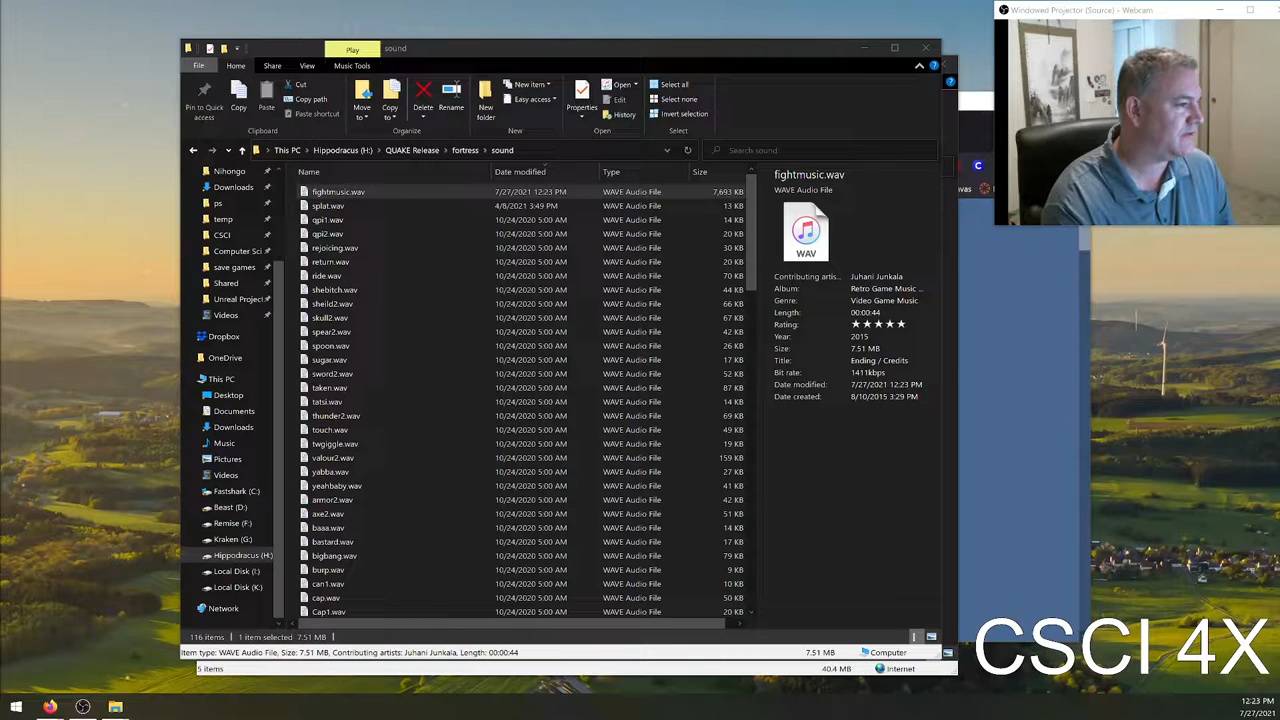 Windowed Projector (Source) - Webcam
Play
sound
File
Home
Share
View
Music Tools
Pin to Quick access
Copy
Paste
Cut
Copy path
Paste shortcut
Clipboard
Move to
Copy to
Delete
Rename
Organize
New folder
New item
Easy access
New
Properties
Open
Edit
History
Open
Select all
Select none
Invert selection
Select
This PC > Hippodracus (H:) > QUAKE Release > fortress > sound
Search sound
Nihongo
Downloads
ps
temp
CSCI
Computer Sci
save games
Shared
Unreal Project
Videos
Dropbox
OneDrive
This PC
Desktop
Documents
Downloads
Music
Pictures
Videos
Fastshark (C:)
Beast (D:)
Remise (F:)
Kraken (G:)
Hippodracus (H:)
Local Disk (I:)
Local Disk (K:)
Network
Name Date modified Type Size
fightmusic.wav 7/27/2021 12:23 PM WAVE Audio File 7,693 KB
splat.wav 4/8/2021 3:49 PM WAVE Audio File 13 KB
qpi1.wav 10/24/2020 5:00 AM WAVE Audio File 14 KB
qpi2.wav 10/24/2020 5:00 AM WAVE Audio File 20 KB
rejoicing.wav 10/24/2020 5:00 AM WAVE Audio File 30 KB
return.wav 10/24/2020 5:00 AM WAVE Audio File 20 KB
ride.wav 10/24/2020 5:00 AM WAVE Audio File 70 KB
shebitch.wav 10/24/2020 5:00 AM WAVE Audio File 44 KB
sheild2.wav 10/24/2020 5:00 AM WAVE Audio File 66 KB
skull2.wav 10/24/2020 5:00 AM WAVE Audio File 67 KB
spear2.wav 10/24/2020 5:00 AM WAVE Audio File 42 KB
spoon.wav 10/24/2020 5:00 AM WAVE Audio File 26 KB
sugar.wav 10/24/2020 5:00 AM WAVE Audio File 17 KB
sword2.wav 10/24/2020 5:00 AM WAVE Audio File 52 KB
taken.wav 10/24/2020 5:00 AM WAVE Audio File 87 KB
tatsi.wav 10/24/2020 5:00 AM WAVE Audio File 14 KB
thunder2.wav 10/24/2020 5:00 AM WAVE Audio File 69 KB
touch.wav 10/24/2020 5:00 AM WAVE Audio File 49 KB
twgiggle.wav 10/24/2020 5:00 AM WAVE Audio File 19 KB
valour2.wav 10/24/2020 5:00 AM WAVE Audio File 159 KB
yabba.wav 10/24/2020 5:00 AM WAVE Audio File 27 KB
yeahbaby.wav 10/24/2020 5:00 AM WAVE Audio File 41 KB
armor2.wav 10/24/2020 5:00 AM WAVE Audio File 44 KB
axe2.wav 10/24/2020 5:00 AM WAVE Audio File 51 KB
baaa.wav 10/24/2020 5:00 AM WAVE Audio File 14 KB
bastard.wav 10/24/2020 5:00 AM WAVE Audio File 17 KB
bigbang.wav 10/24/2020 5:00 AM WAVE Audio File 79 KB
burp.wav 10/24/2020 5:00 AM WAVE Audio File 9 KB
can1.wav 10/24/2020 5:00 AM WAVE Audio File 10 KB
cap.wav 10/24/2020 5:00 AM WAVE Audio File 50 KB
Cap1.wav 10/24/2020 5:00 AM WAVE Audio File 20 KB
fightmusic.wav
WAVE Audio File
WAV
Contributing artis... Juhani Junkala
Album: Retro Game Music ...
Genre: Video Game Music
Length: 00:00:44
Rating: ★★★★★
Year: 2015
Size: 7.51 MB
Title: Ending / Credits
Bit rate: 1411kbps
Date modified: 7/27/2021 12:23 PM
Date created: 8/10/2015 3:29 PM
116 items
1 item selected 7.51 MB
Item type: WAVE Audio File, Size: 7.51 MB, Contributing artists: Juhani Junkala, Length: 00:00:44
7.51 MB
Computer
5 items
40.4 MB
Internet
CSCI 4X
12:23 PM
7/27/2021